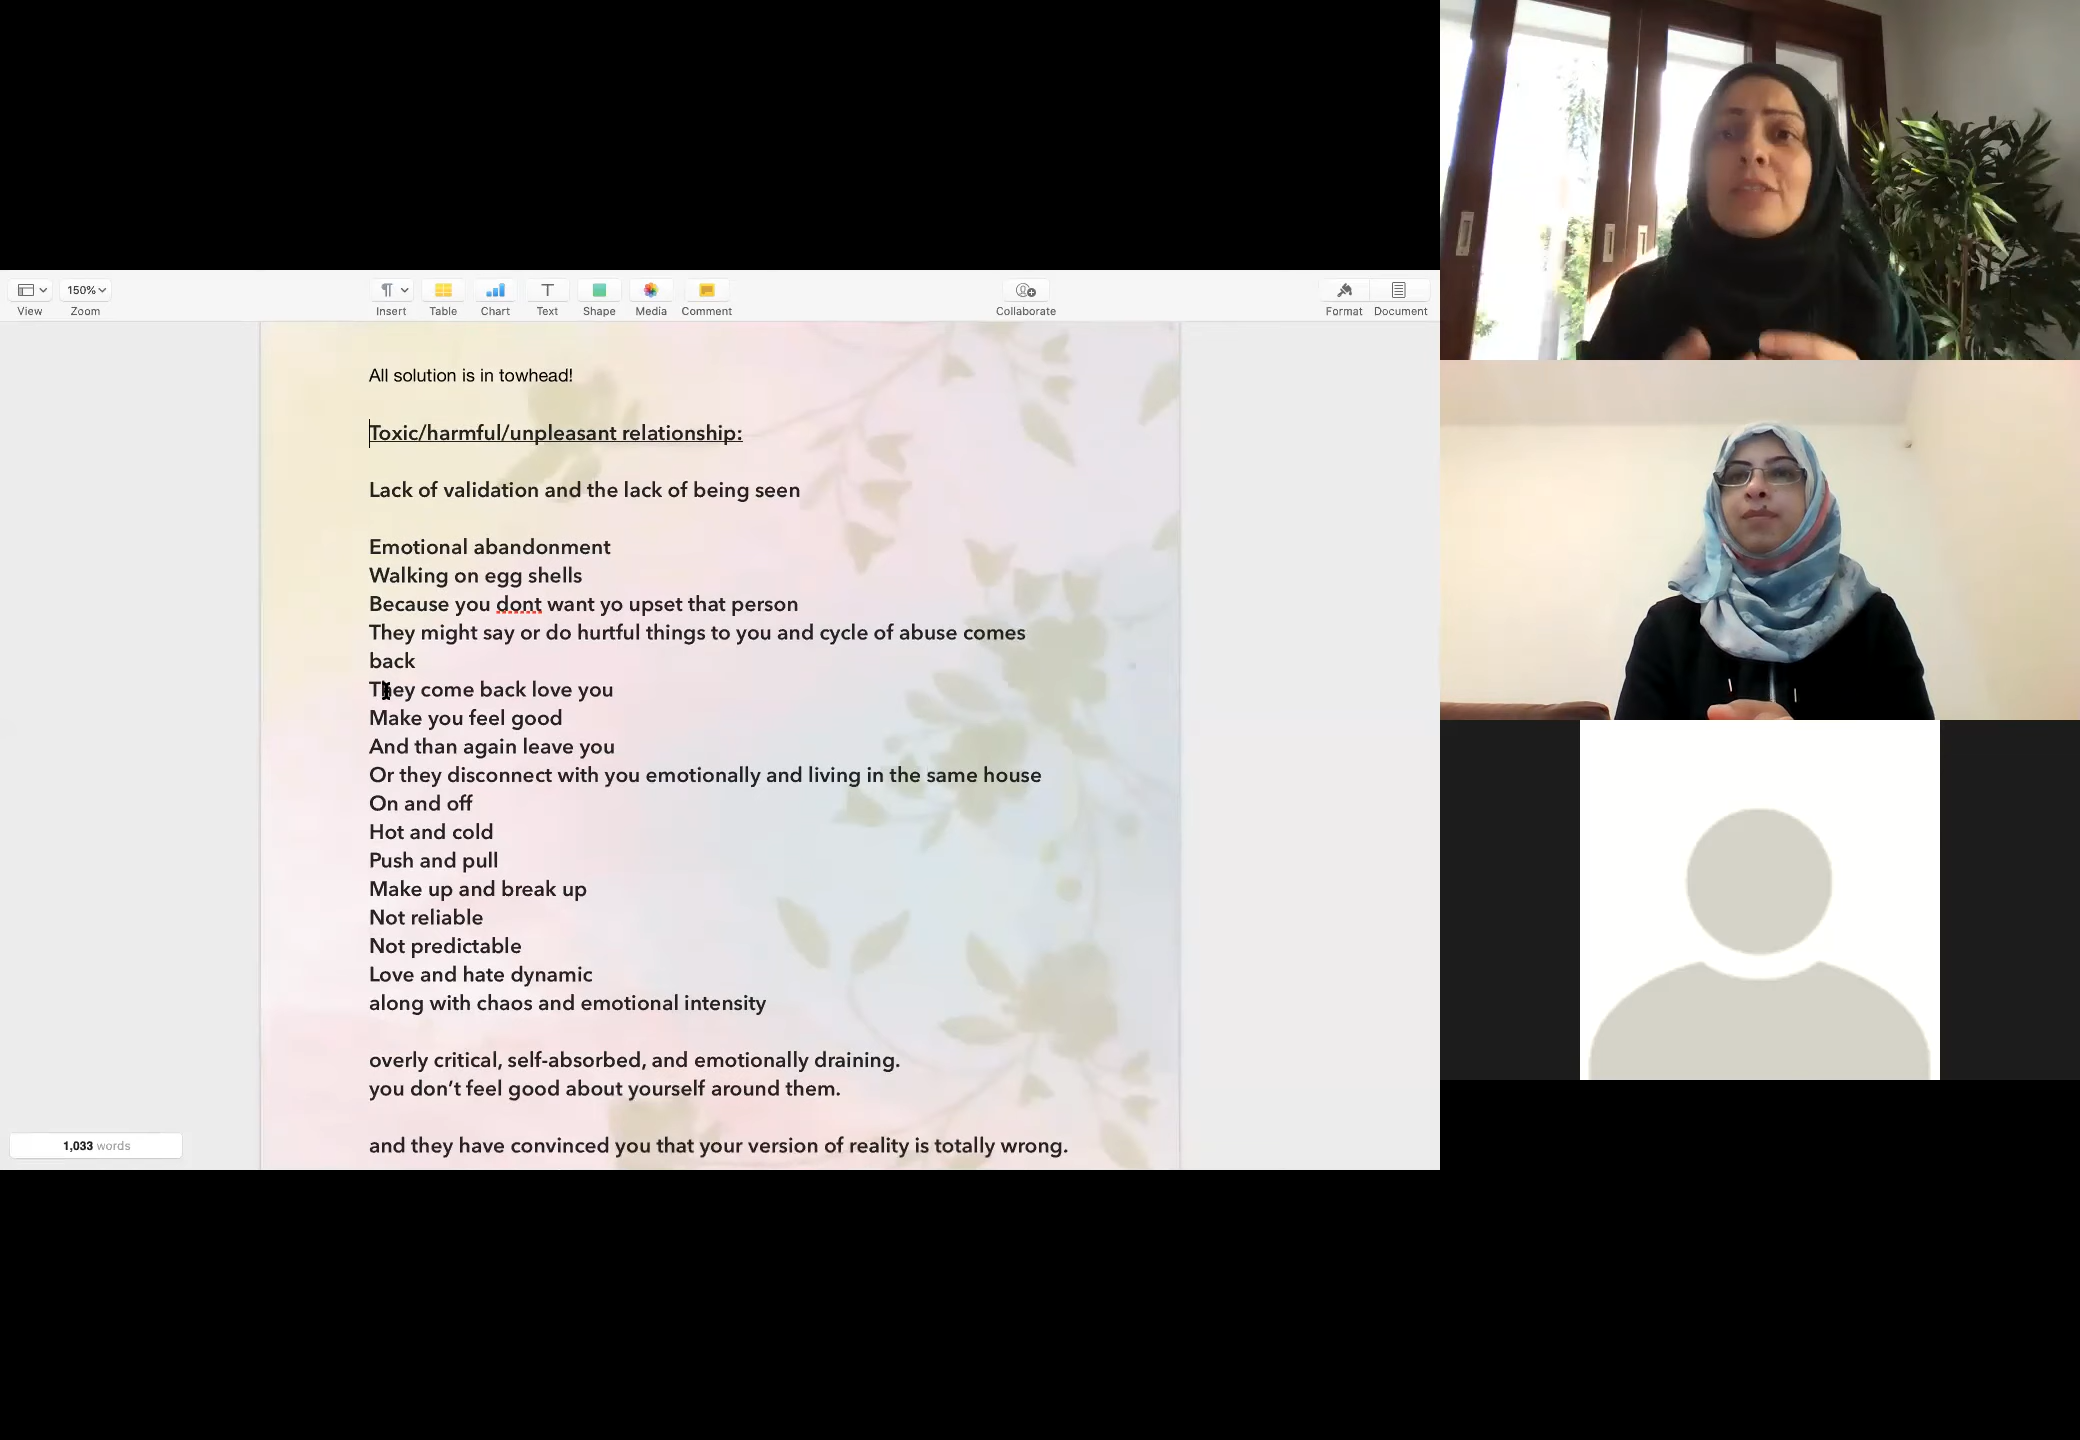 150%
View
Zoom
Insert
Table
Chart
Text
Shape
Media
Comment
Collaborate
Format
Document
All solution is in towhead!
Toxic/harmful/unpleasant relationship:
Lack of validation and the lack of being seen
Emotional abandonment
Walking on egg shells
Because you dont want yo upset that person
They might say or do hurtful things to you and cycle of abuse comes
back
They come back love you
Make you feel good
And than again leave you
Or they disconnect with you emotionally and living in the same house
On and off
Hot and cold
Push and pull
Make up and break up
Not reliable
Not predictable
Love and hate dynamic
along with chaos and emotional intensity
overly critical, self-absorbed, and emotionally draining.
you don’t feel good about yourself around them.
and they have convinced you that your version of reality is totally wrong.
1,033 words